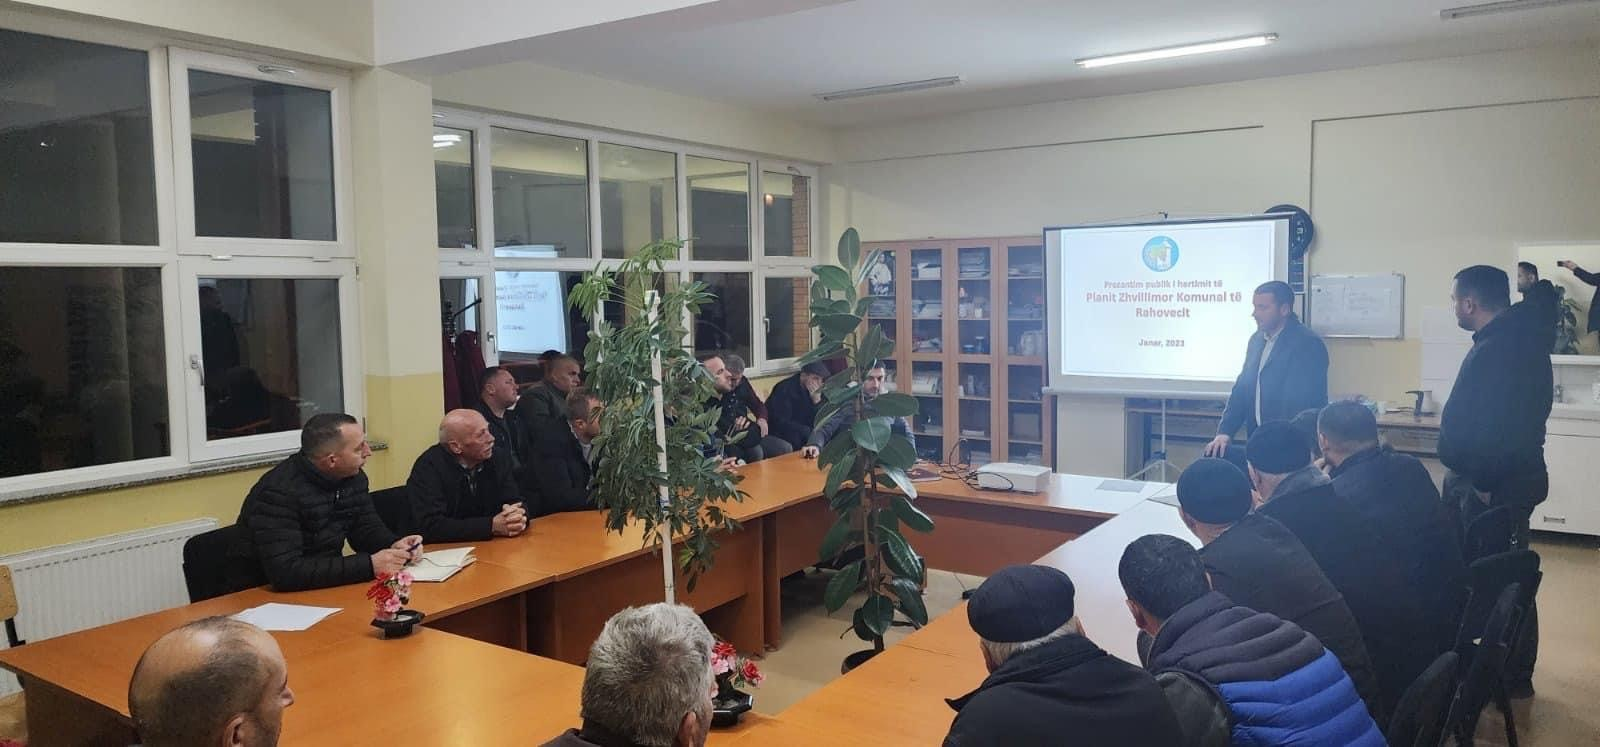 Prezantim publik i hartimit të
Planit Zhvillimor Komunal të
Rahovecit
Janar, 2023